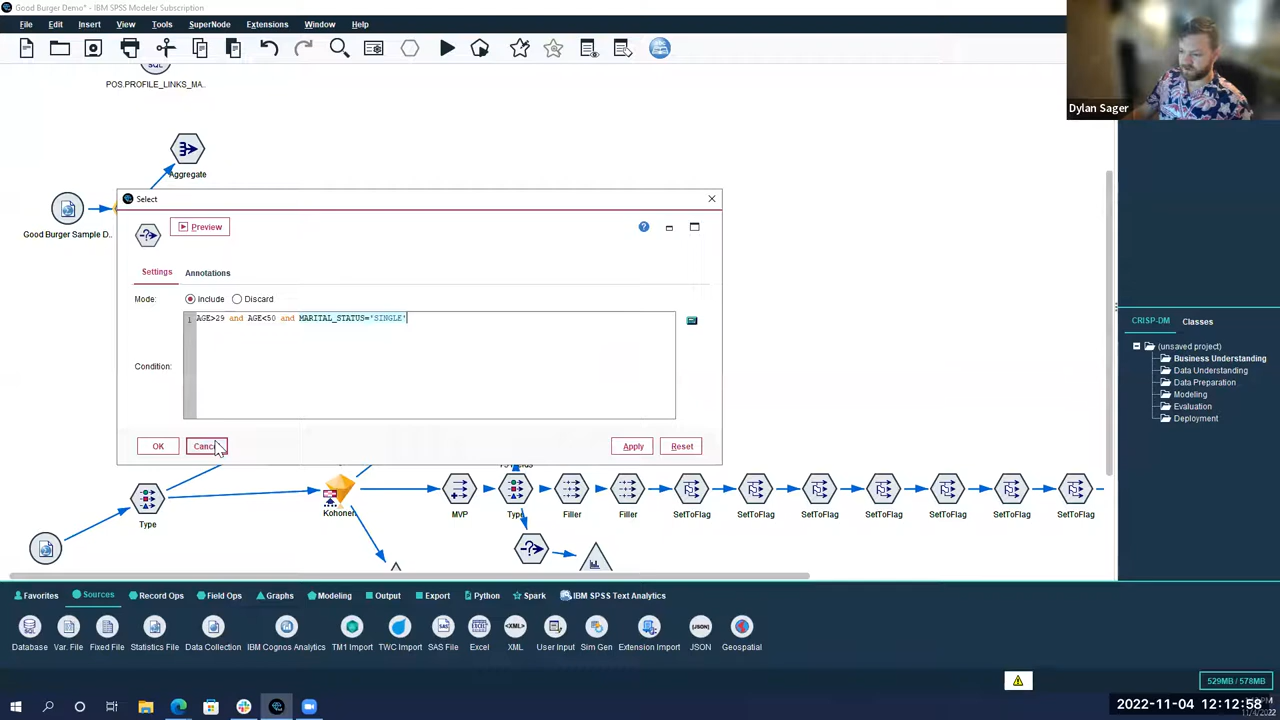 Good Burger Demo* - IBM SPSS Modeler Subscription
File Edit Insert View Tools SuperNode Extensions Window Help
SQL
POS.PROFILE_LINKS_MA..
Dylan Sager
Aggregate
Good Burger Sample D..
Select
Preview
Settings Annotations
Mode: Include Discard
1 AGE>29 and AGE<50 and MARITAL_STATUS='SINGLE'
Condition:
OK
Apply Reset
CRISP-DM Classes
(unsaved project)
Business Understanding
Data Understanding
Data Preparation
Modeling
Evaluation
Deployment
Type
Kohonen
MVP Type Filler Filler SetToFlag SetToFlag SetToFlag SetToFlag SetToFlag SetToFlag SetToFlag
Favorites Sources Record Ops Field Ops Graphs Modeling Output Export Python Spark IBM SPSS Text Analytics
SQL SAS XML {JSON}
Database Var. File Fixed File Statistics File Data Collection IBM Cognos Analytics TM1 Import TWC Import SAS File Excel XML User Input Sim Gen Extension Import JSON Geospatial
529MB / 578MB
2022-11-04 12:12:58